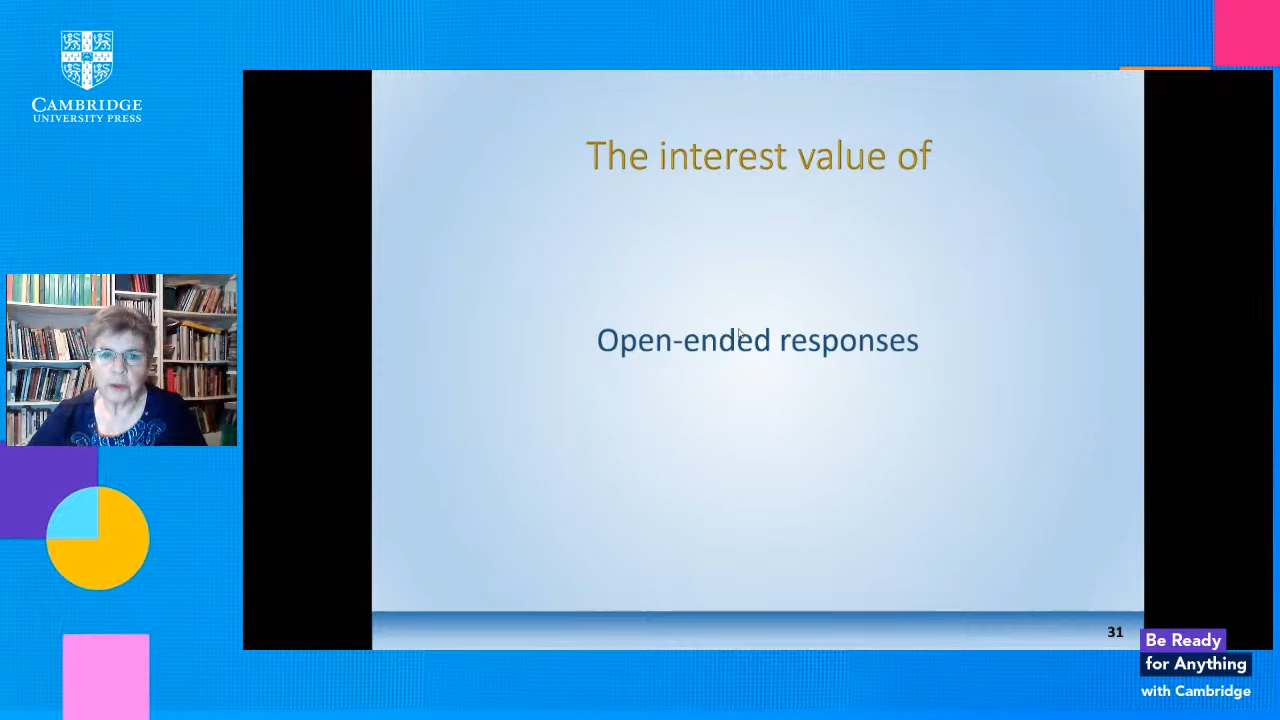 CAMBRIDGE
UNIVERSITY PRESS
The interest value of
Open-ended responses
31
Be Ready
for Anything
with Cambridge